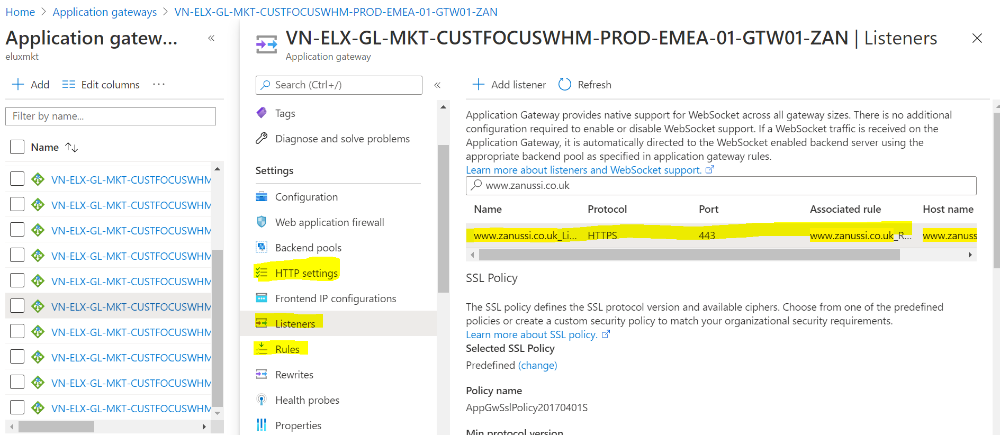 Home > Application gateways > VN-ELX-GL-MKT-CUSTFOCUSWHM-PROD-EMEA-01-GTW01-ZAN
Application gatew... «
eluxmkt
+ Add Edit columns ...
Filter by name...
Name ↑↓
VN-ELX-GL-MKT-CUSTFOCUSWHM
VN-ELX-GL-MKT-CUSTFOCUSWHM
VN-ELX-GL-MKT-CUSTFOCUSWHM
VN-ELX-GL-MKT-CUSTFOCUSWHM
VN-ELX-GL-MKT-CUSTFOCUSWHM
VN-ELX-GL-MKT-CUSTFOCUSWHM
VN-ELX-GL-MKT-CUSTFOCUSWHM
VN-ELX-GL-MKT-CUSTFOCUSWHM
VN-ELX-GL-MKT-CUSTFOCUSWHM
VN-ELX-GL-MKT-CUSTFOCUSWHM
VN-ELX-GL-MKT-CUSTFOCUSWHM-PROD-EMEA-01-GTW01-ZAN | Listeners
Application gateway
Search (Ctrl+/) «
Tags
Diagnose and solve problems
Settings
Configuration
Web application firewall
Backend pools
HTTP settings
Frontend IP configurations
Listeners
Rules
Rewrites
Health probes
Properties
+ Add listener Refresh
Application Gateway provides native support for WebSocket across all gateway sizes. There is no additional
configuration required to enable or disable WebSocket support. If a WebSocket traffic is received on the
Application Gateway, it is automatically directed to the WebSocket enabled backend server using the
appropriate backend pool as specified in application gateway rules.
Learn more about listeners and WebSocket support.
www.zanussi.co.uk
Name Protocol Port Associated rule Host name
www.zanussi.co.uk_Li... HTTPS 443 www.zanussi.co.uk_R... www.zanuss
SSL Policy
The SSL policy defines the SSL protocol version and available ciphers. Choose from one of the predefined
policies or create a custom security policy to match your organizational security requirements.
Learn more about SSL policy.
Selected SSL Policy
Predefined (change)
Policy name
AppGwSslPolicy20170401S
Min protocol version